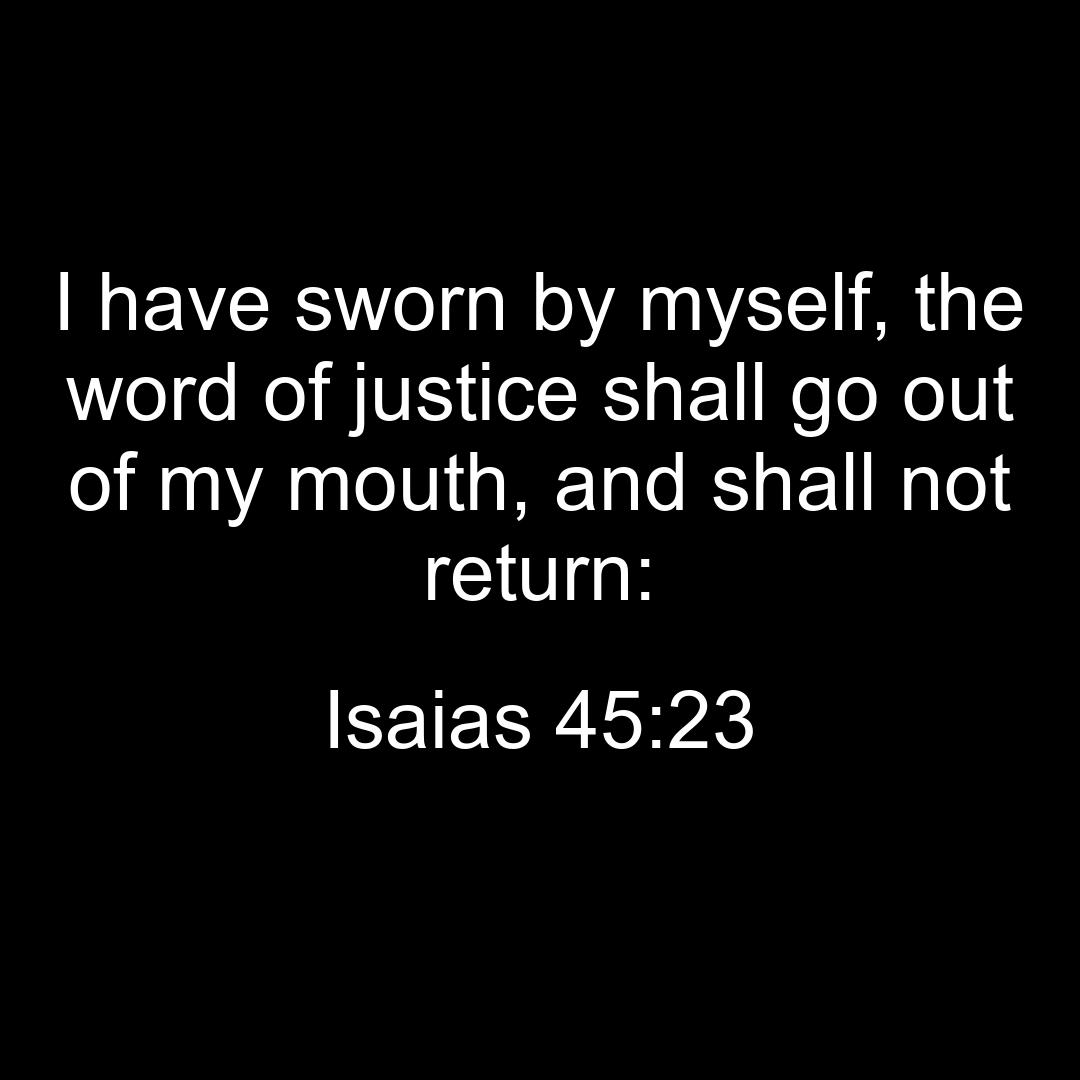 I have sworn by myself, the
word of justice shall go out
of my mouth, and shall not
return:
Isaias 45:23